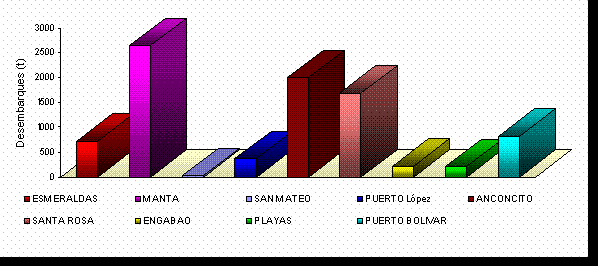 3000
2500
2000
1500
1000
500
0
Desembarques (t)
ESMERALDAS MANTA SAN MATEO PUERTO López ANCONCITO
SANTA ROSA ENGABAO PLAYAS PUERTO BOLIVAR